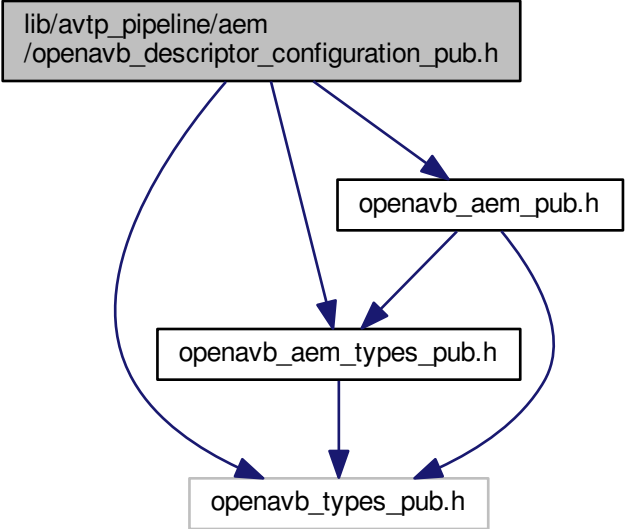 lib/avtp_pipeline/aem
/openavb_descriptor_configuration_pub.h
openavb_aem_pub.h
openavb_aem_types_pub.h
openavb_types_pub.h